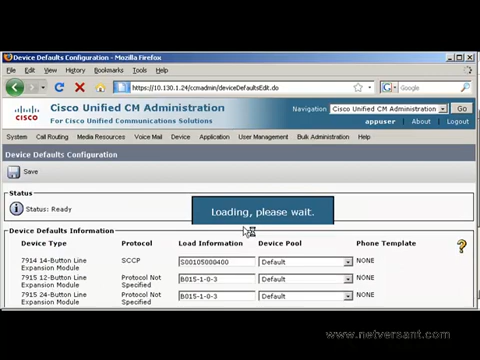 Device Defaults Configuration - Mozilla Firefox
File Edit View History Bookmarks Tools Help
https://10.130.1.24/ccmadmin/deviceDefaultsEdit.do
Google
CISCO
Cisco Unified CM Administration
For Cisco Unified Communications Solutions
Navigation Cisco Unified CM Administration Go
appuser About Logout
System Call Routing Media Resources Voice Mail Device Application User Management Bulk Administration Help
Device Defaults Configuration
Save
Status
Status: Ready
Loading, please wait.
Device Defaults Information
Device Type Protocol Load Information Device Pool Phone Template
7914 14-Button Line Expansion Module SCCP S00105000400 Default NONE
7915 12-Button Line Expansion Module Protocol Not Specified B015-1-0-3 Default NONE
7915 24-Button Line Expansion Module Protocol Not Specified B015-1-0-3 Default NONE
www.netversant.com